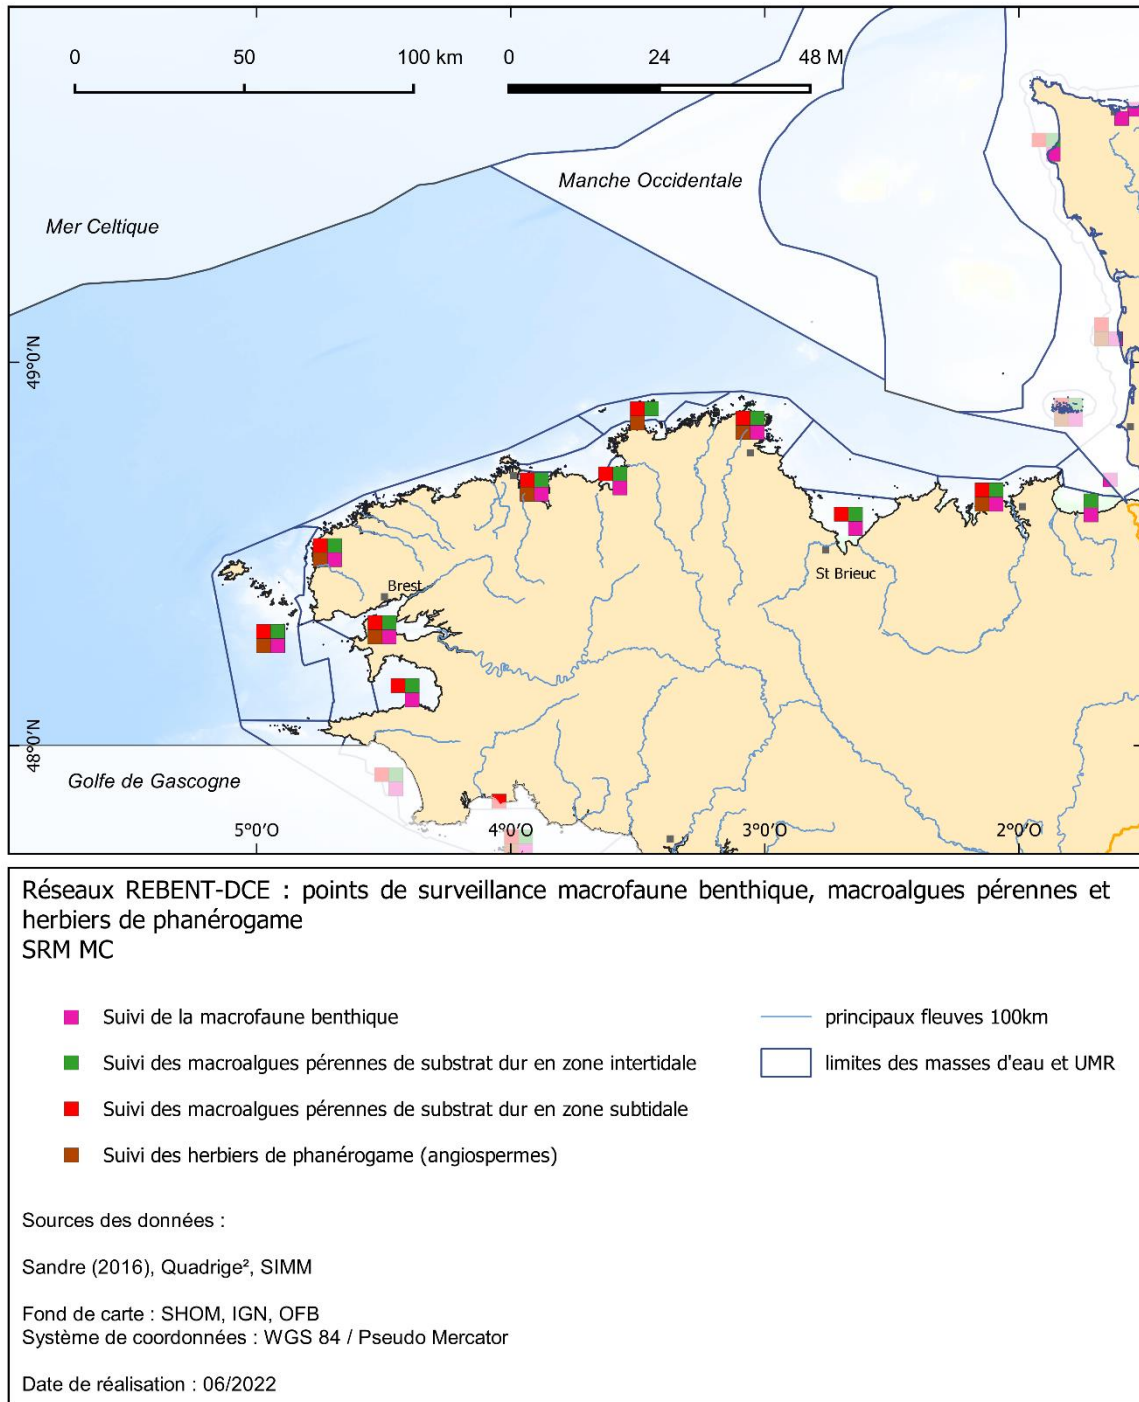 0 50 100 km 0 24 48 M
Manche Occidentale
Mer Celtique
49°0'N
St Brieuc
Brest
48°0'N
Golfe de Gascogne
5°0'O 4°0'O 3°0'O 2°0'O
Réseaux REBENT-DCE : points de surveillance macrofaune benthique, macroalgues pérennes et
herbiers de phanérogame
SRM MC
Suivi de la macrofaune benthique
principaux fleuves 100km
Suivi des macroalgues pérennes de substrat dur en zone intertidale
limites des masses d'eau et UMR
Suivi des macroalgues pérennes de substrat dur en zone subtidale
Suivi des herbiers de phanérogame (angiospermes)
Sources des données :
Sandre (2016), Quadrige², SIMM
Fond de carte : SHOM, IGN, OFB
Système de coordonnées : WGS 84 / Pseudo Mercator
Date de réalisation : 06/2022